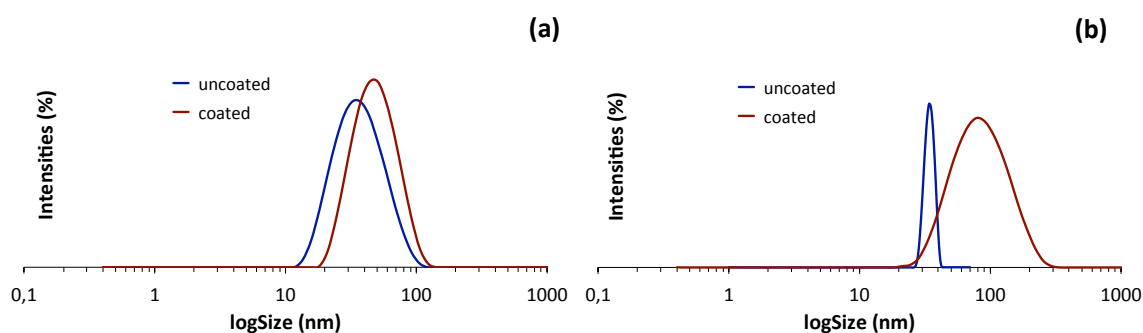 (a)
uncoated
coated
Intensities (%)
0,1 1 10 100 1000
logSize (nm)
(b)
uncoated
coated
Intensities (%)
0,1 1 10 100 1000
logSize (nm)